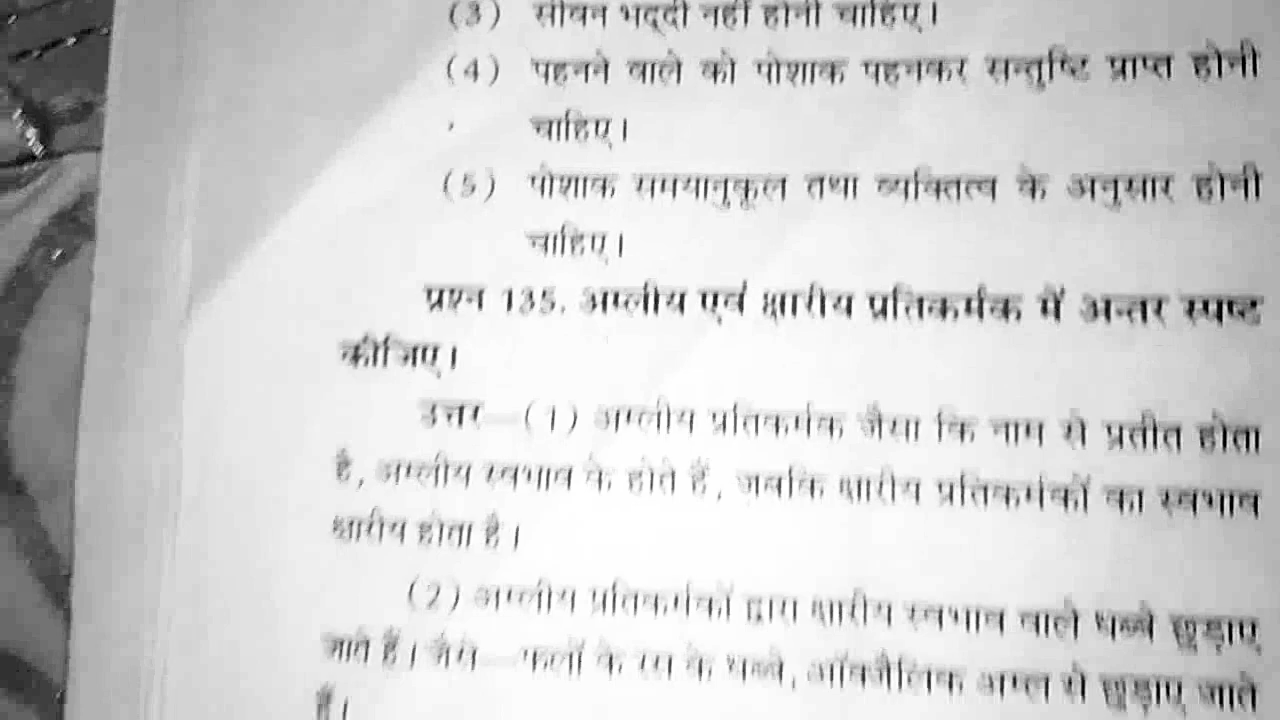 (3) सीवन भद्दी नहीं होनी चाहिए।
(4) पहनने वाले को पोशाक पहनकर सन्तुष्टि प्राप्त होनी
चाहिए।
(5) पोशाक समयानुकूल तथा व्यक्तित्व के अनुसार होनी
चाहिए।
प्रश्न 135. अम्लीय एवं क्षारीय प्रतिकर्मक में अन्तर स्पष्ट
कीजिए।
उत्तर—(1) अम्लीय प्रतिकर्मक जैसा कि नाम से प्रतीत होता
है, अम्लीय स्वभाव के होते हैं, जबकि क्षारीय प्रतिकर्मकों का स्वभाव
क्षारीय होता है।
(2) अम्लीय प्रतिकर्मकों द्वारा क्षारीय स्वभाव वाले धब्बे छुड़ाए
जाते हैं। जैसे—फलों के रस के धब्बे, ऑक्जैलिक अम्ल से छुड़ाए जाते
हैं।